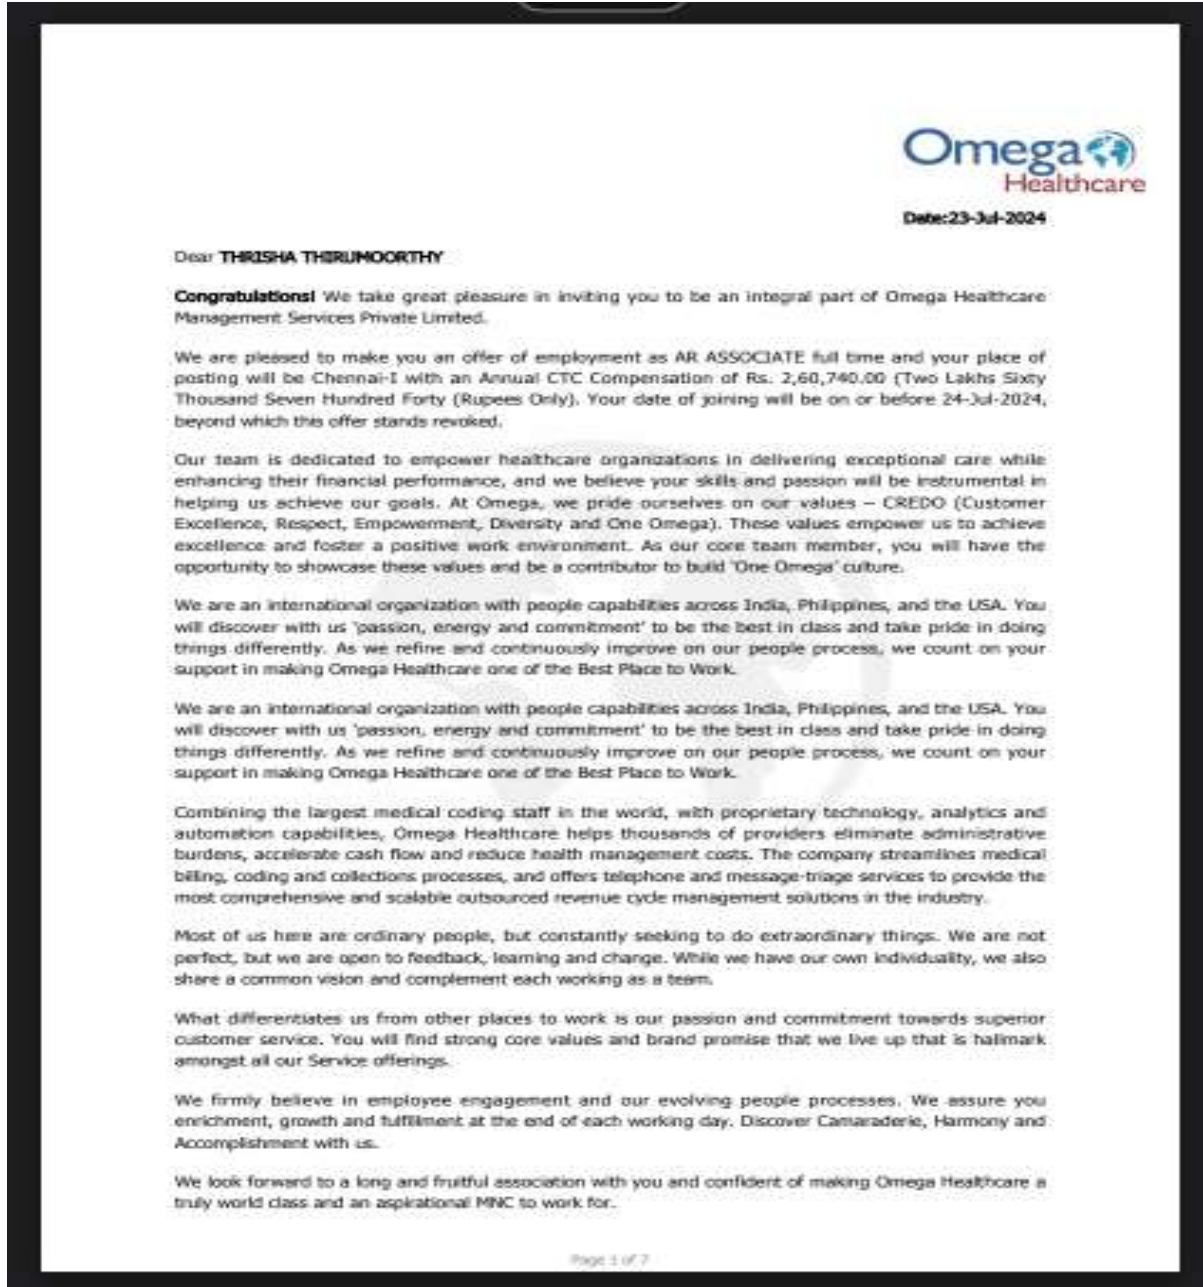 Omega
Healthcare
Date:23-Jul-2024
Dear THRISHA THIRUMOORTHY
Congratulations! We take great pleasure in inviting you to be an integral part of Omega Healthcare
Management Services Private Limited.
We are pleased to make you an offer of employment as AR ASSOCIATE full time and your place of
posting will be Chennai-I with an Annual CTC Compensation of Rs. 2,60,740.00 (Two Lakhs Sixty
Thousand Seven Hundred Forty (Rupees Only). Your date of joining will be on or before 24-Jul-2024,
beyond which this offer stands revoked.
Our team is dedicated to empower healthcare organizations in delivering exceptional care while
enhancing their financial performance, and we believe your skills and passion will be instrumental in
helping us achieve our goals. At Omega, we pride ourselves on our values – CREDO (Customer
Excellence, Respect, Empowerment, Diversity and One Omega). These values empower us to achieve
excellence and foster a positive work environment. As our core team member, you will have the
opportunity to showcase these values and be a contributor to build 'One Omega' culture.
We are an international organization with people capabilities across India, Philippines, and the USA. You
will discover with us 'passion, energy and commitment' to be the best in class and take pride in doing
things differently. As we refine and continuously improve on our people process, we count on your
support in making Omega Healthcare one of the Best Place to Work.
We are an international organization with people capabilities across India, Philippines, and the USA. You
will discover with us 'passion, energy and commitment' to be the best in class and take pride in doing
things differently. As we refine and continuously improve on our people process, we count on your
support in making Omega Healthcare one of the Best Place to Work.
Combining the largest medical coding staff in the world, with proprietary technology, analytics and
automation capabilities, Omega Healthcare helps thousands of providers eliminate administrative
burdens, accelerate cash flow and reduce health management costs. The company streamlines medical
billing, coding and collections processes, and offers telephone and message-triage services to provide the
most comprehensive and scalable outsourced revenue cycle management solutions in the industry.
Most of us here are ordinary people, but constantly seeking to do extraordinary things. We are not
perfect, but we are open to feedback, learning and change. While we have our own individuality, we also
share a common vision and complement each working as a team.
What differentiates us from other places to work is our passion and commitment towards superior
customer service. You will find strong core values and brand promise that we live up that is hallmark
amongst all our Service offerings.
We firmly believe in employee engagement and our evolving people processes. We assure you
enrichment, growth and fulfillment at the end of each working day. Discover Camaraderie, Harmony and
Accomplishment with us.
We look forward to a long and fruitful association with you and confident of making Omega Healthcare a
truly world class and an aspirational MNC to work for.
Page 1 of 7